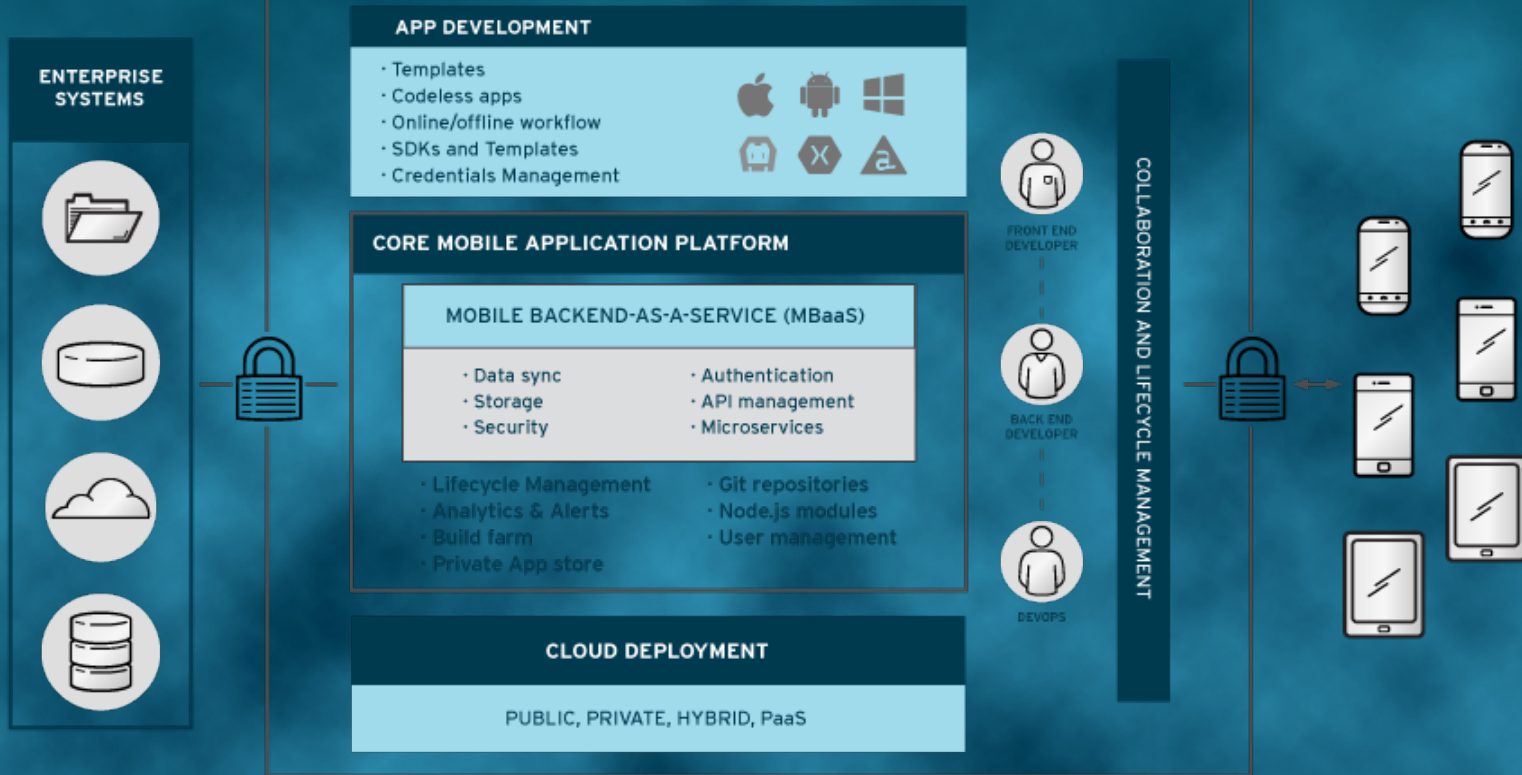 ENTERPRISE
SYSTEMS
APP DEVELOPMENT
· Templates
· Codeless apps
· Online/offline workflow
· SDKs and Templates
· Credentials Management
CORE MOBILE APPLICATION PLATFORM
MOBILE BACKEND-AS-A-SERVICE (MBaaS)
· Data sync
· Storage
· Security
· Authentication
· API management
· Microservices
· Lifecycle Management
· Analytics & Alerts
· Build farm
· Private App store
· Git repositories
· Node.js modules
· User management
CLOUD DEPLOYMENT
PUBLIC, PRIVATE, HYBRID, PaaS
FRONT END
DEVELOPER
BACK END
DEVELOPER
DEVOPS
COLLABORATION AND LIFECYCLE MANAGEMENT